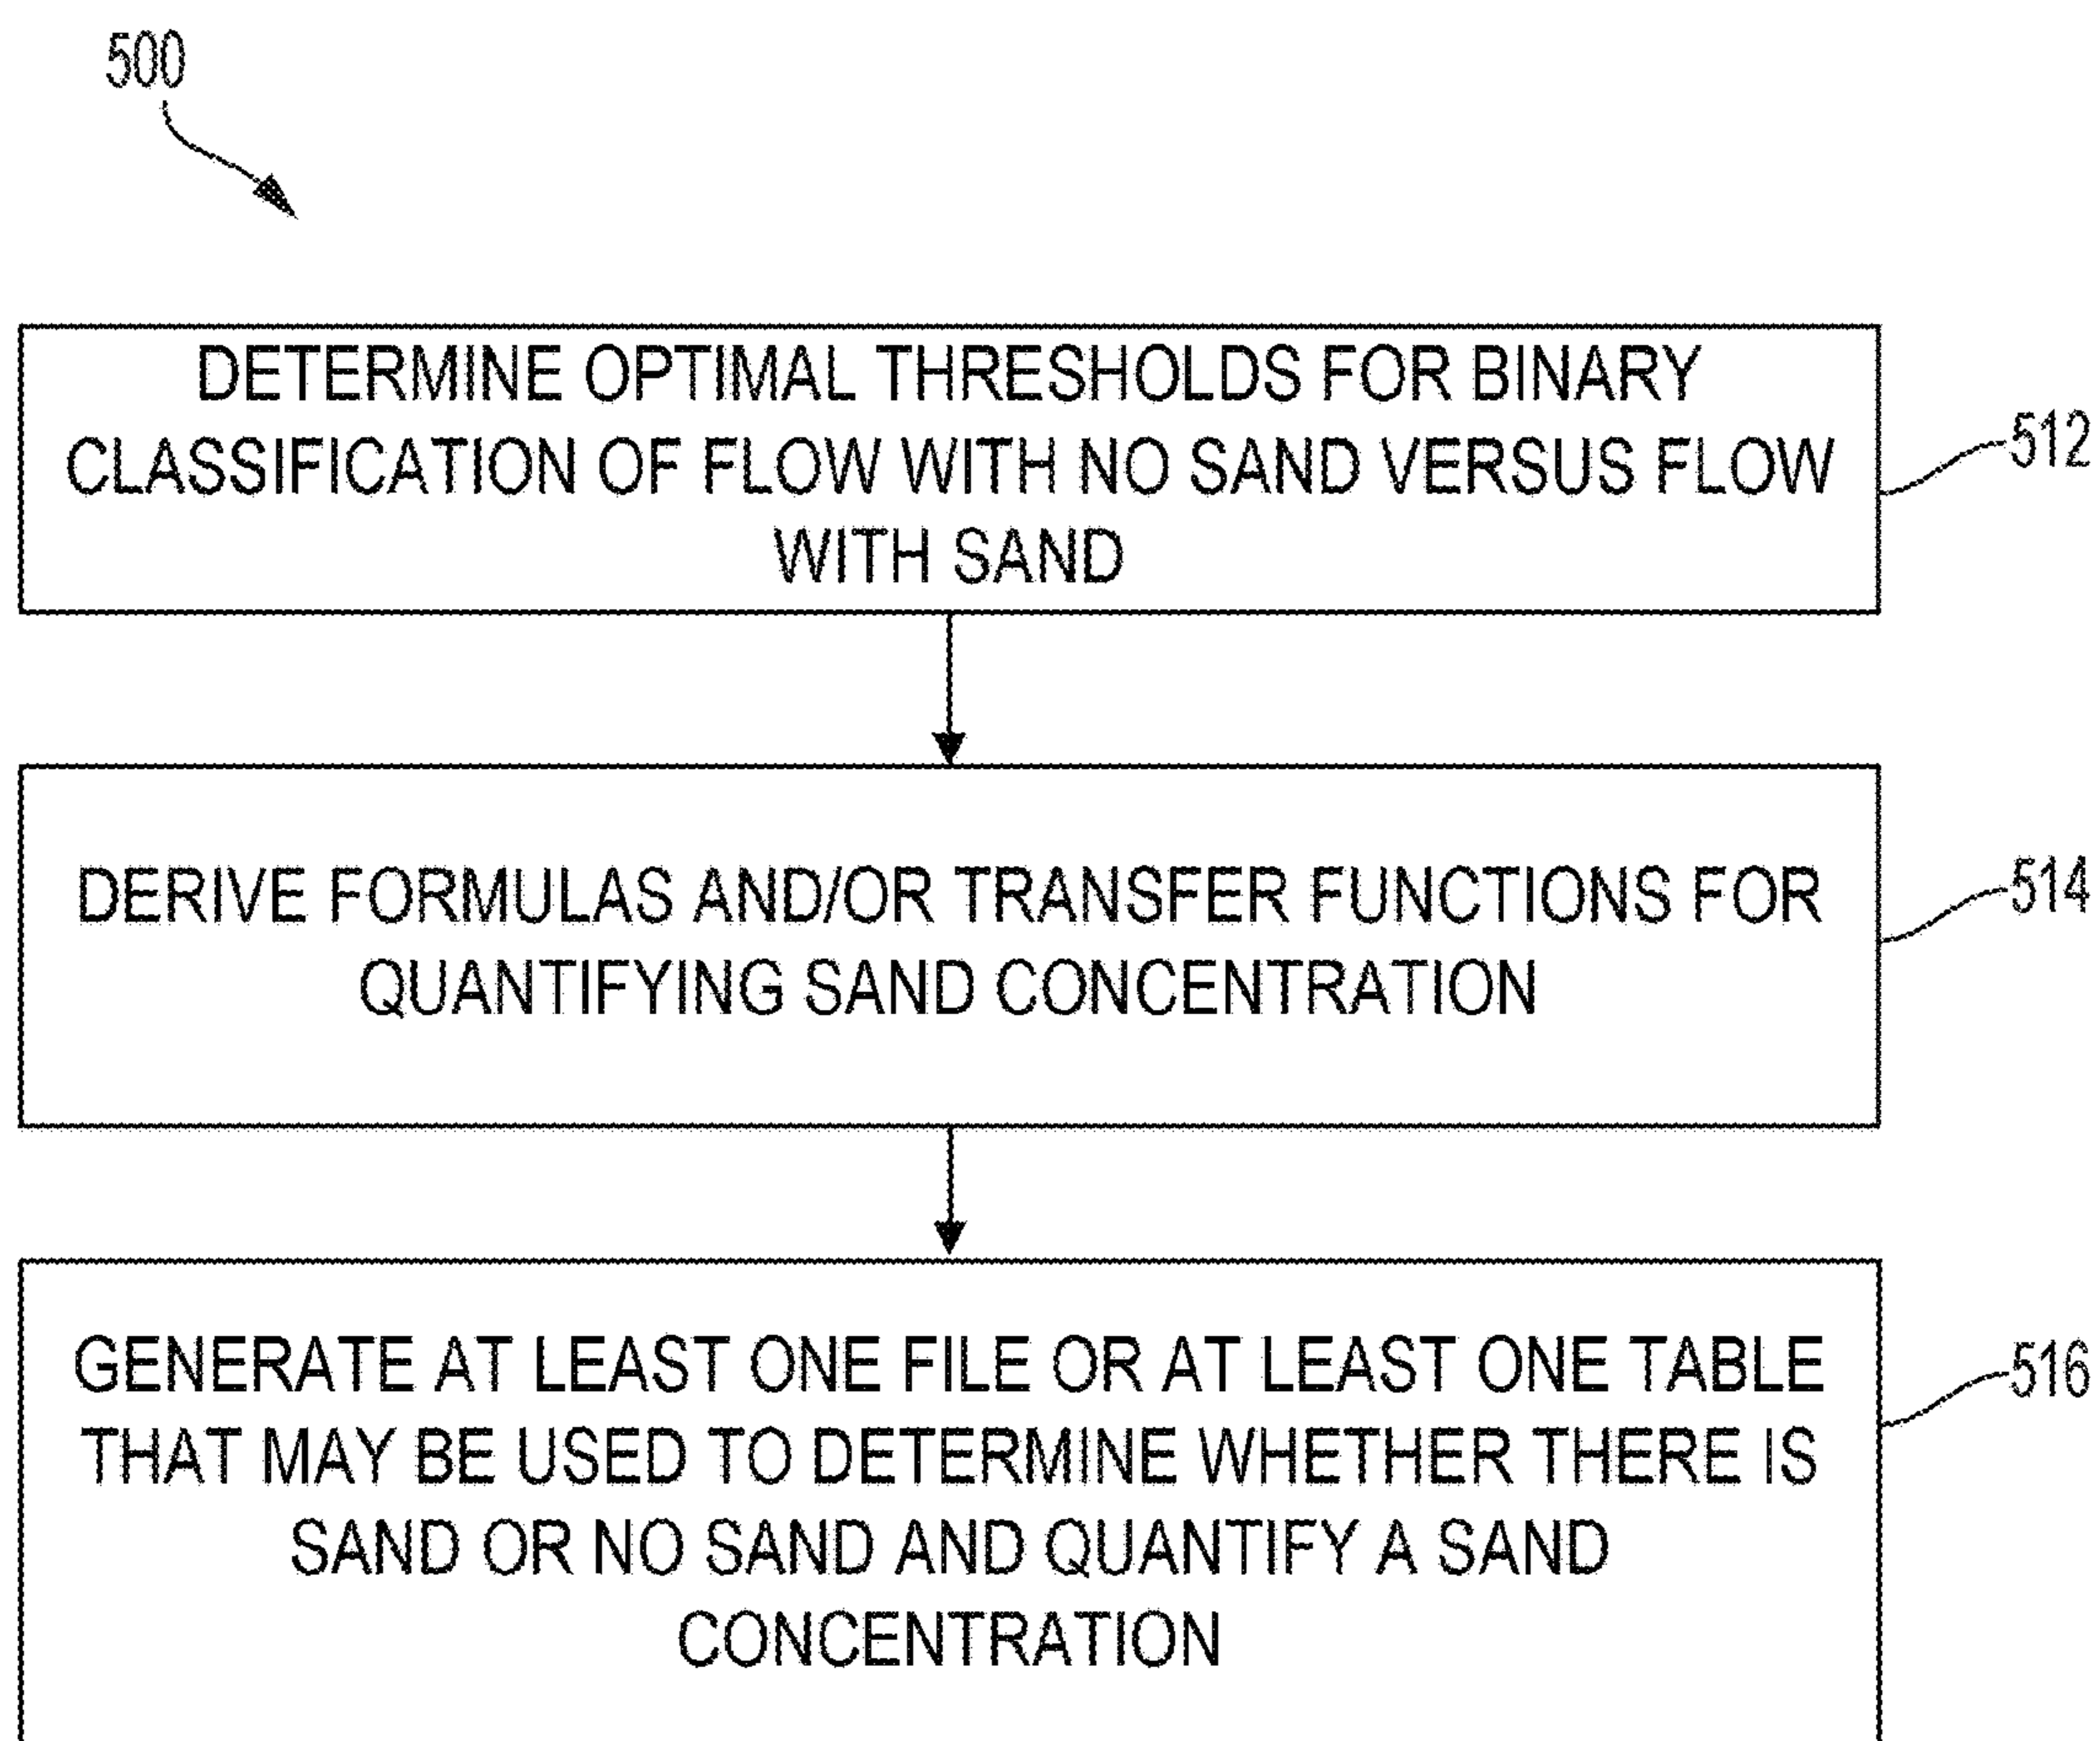 500
DETERMINE OPTIMAL THRESHOLDS FOR BINARY
CLASSIFICATION OF FLOW WITH NO SAND VERSUS FLOW
WITH SAND
512
DERIVE FORMULAS AND/OR TRANSFER FUNCTIONS FOR
QUANTIFYING SAND CONCENTRATION
514
GENERATE AT LEAST ONE FILE OR AT LEAST ONE TABLE
THAT MAY BE USED TO DETERMINE WHETHER THERE IS
SAND OR NO SAND AND QUANTIFY A SAND
CONCENTRATION
516